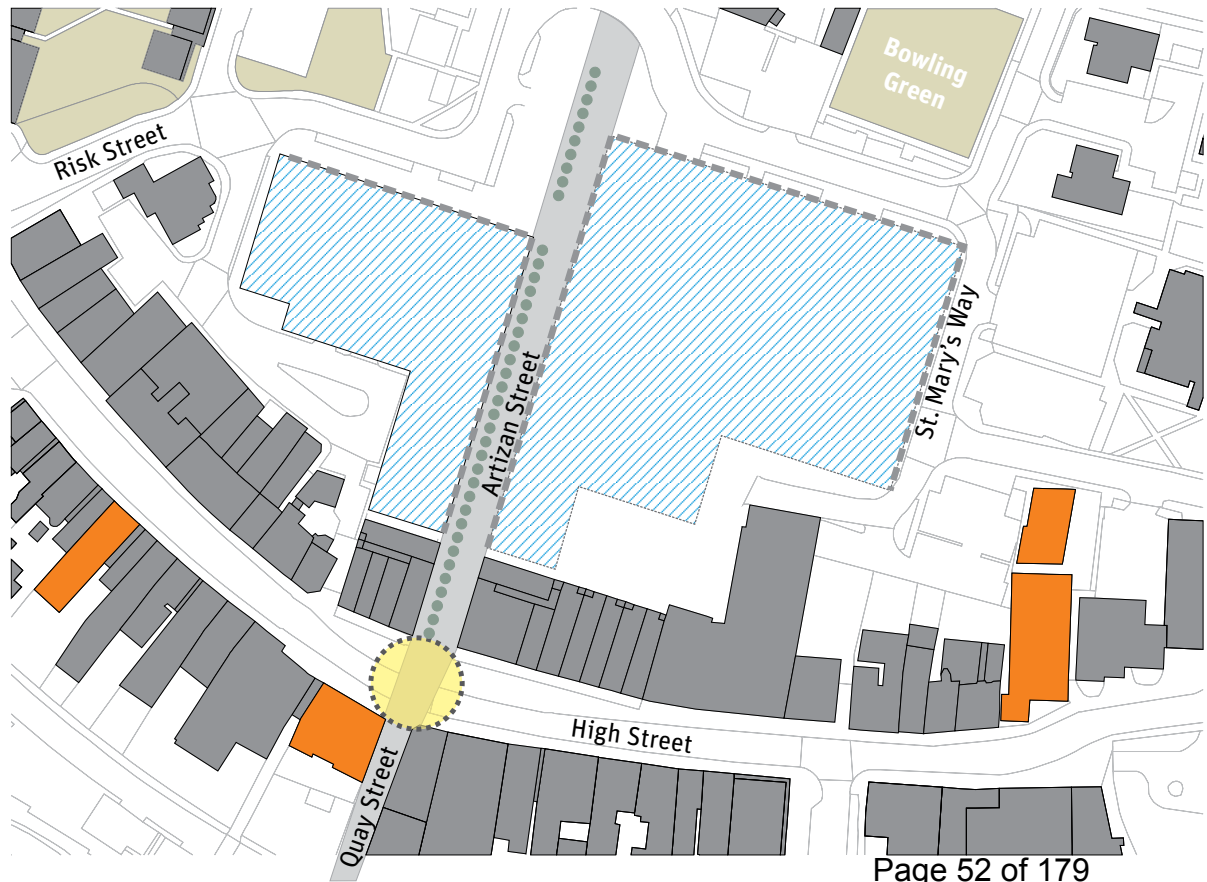 Bowling
Green
Risk Street
St. Mary's Way
Artizan Street
High Street
Quay Street
Page 52 of 179